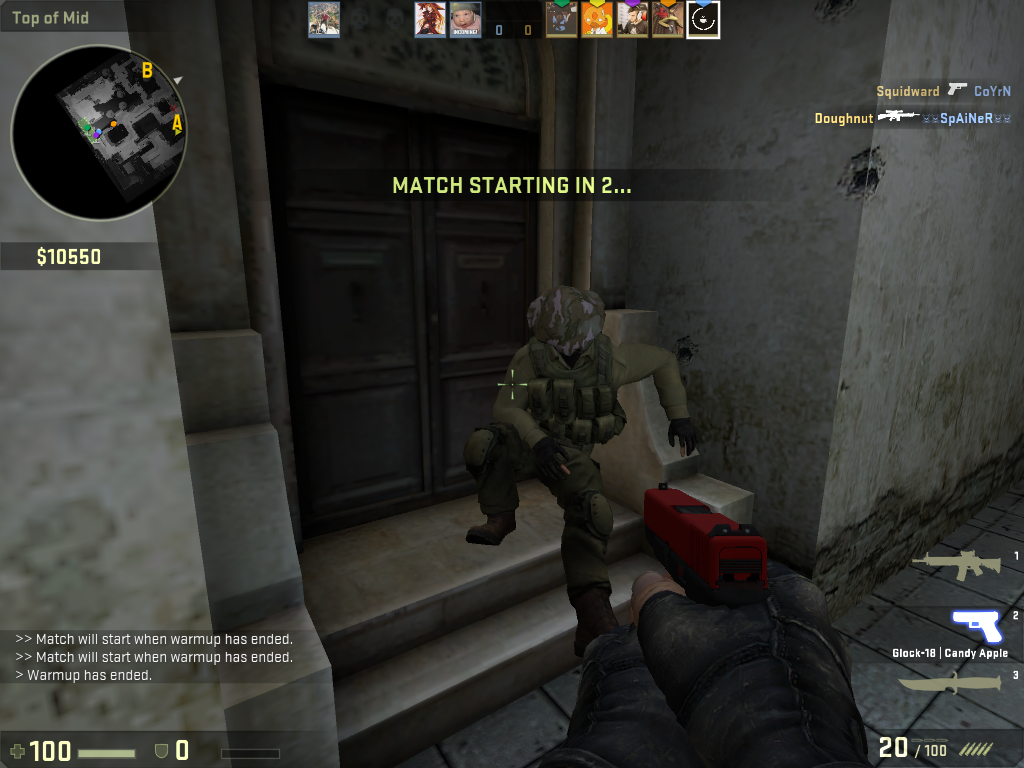 Top of Mid
INCOMING!
0 0
B
A
Squidward CoYrN
Doughnut SpAiNeR
MATCH STARTING IN 2...
$10550
1
2
Glock-18 | Candy Apple
3
>> Match will start when warmup has ended.
>> Match will start when warmup has ended.
> Warmup has ended.
100 0
20 / 100